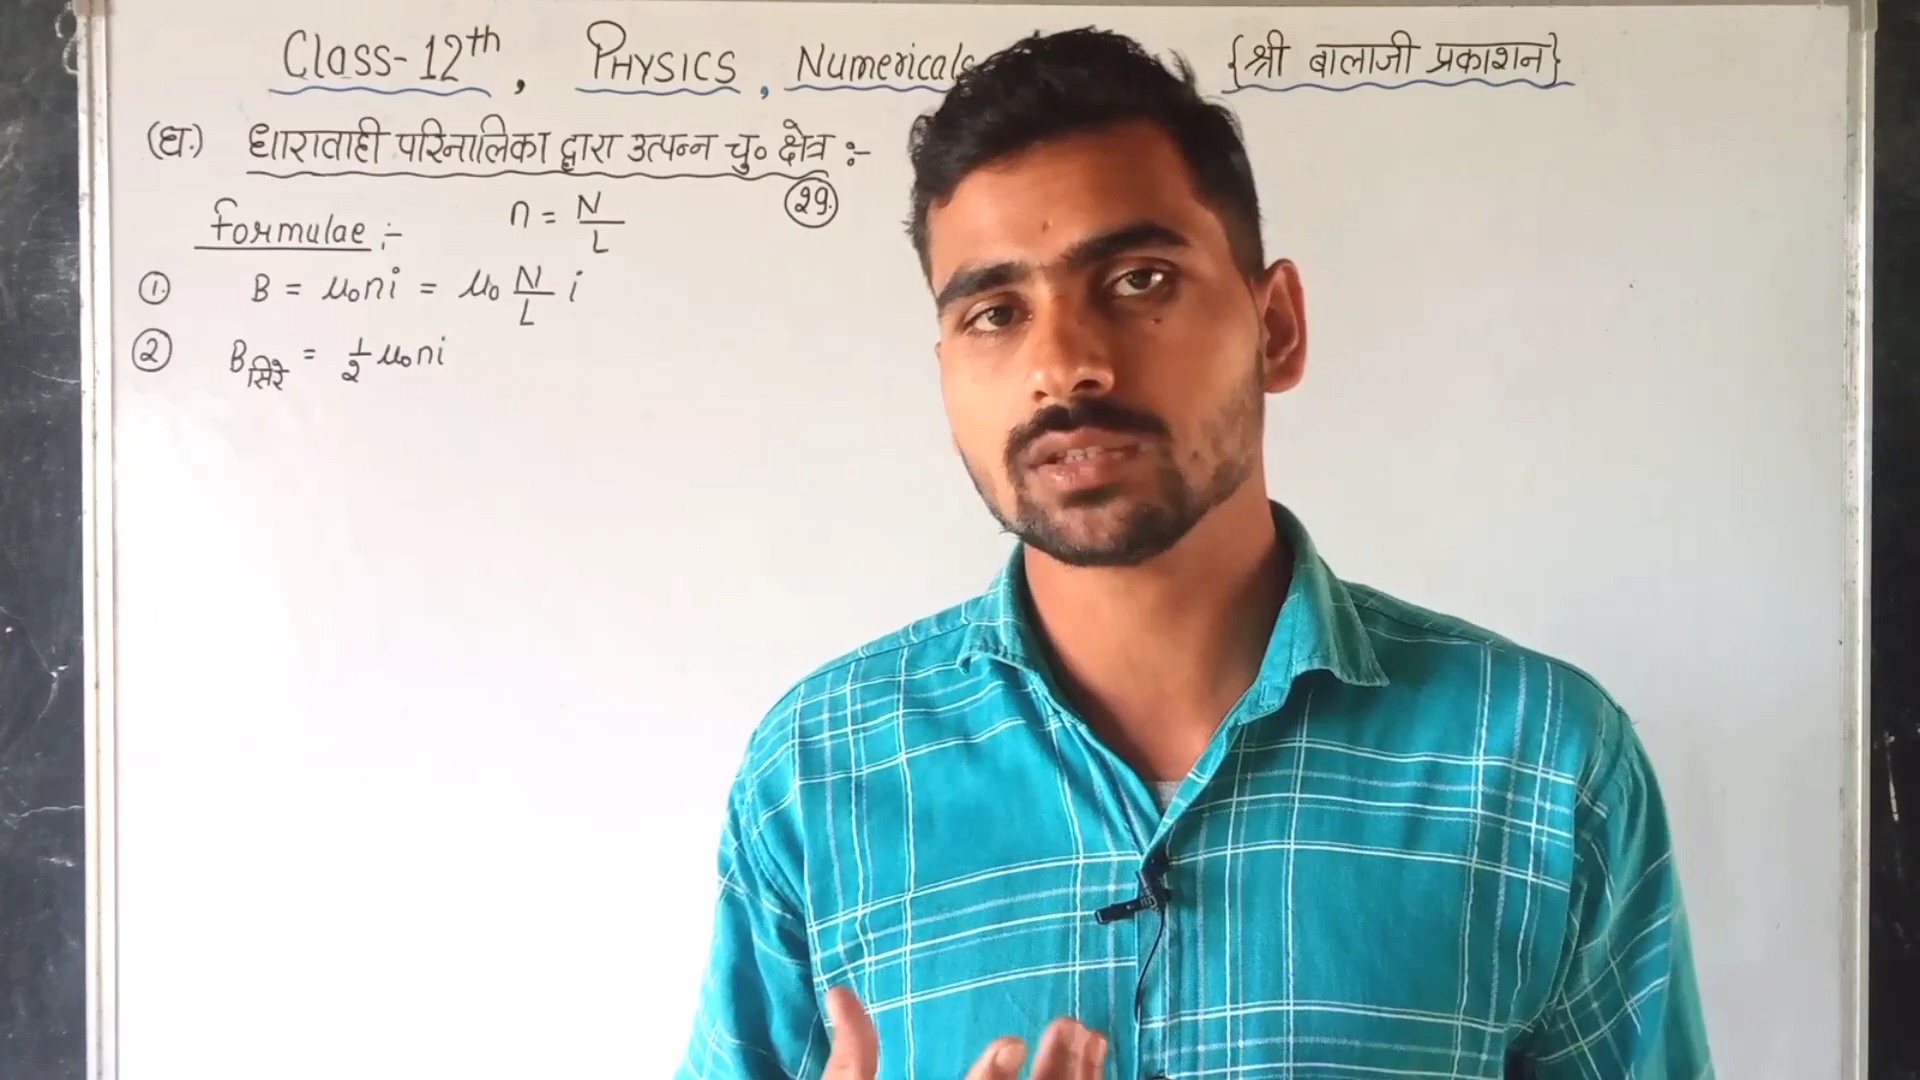 Class-12th, PHYSICS, Numericals {श्री बालाजी प्रकाशन}
(घ.) धारावाही परिनालिका द्वारा उत्पन्न चु० क्षेत्र :-
29.
Formulae :- n = N/L
1. B = μ₀ni = μ₀ N/L i
2 Bसिरे = 1/2 μ₀ni